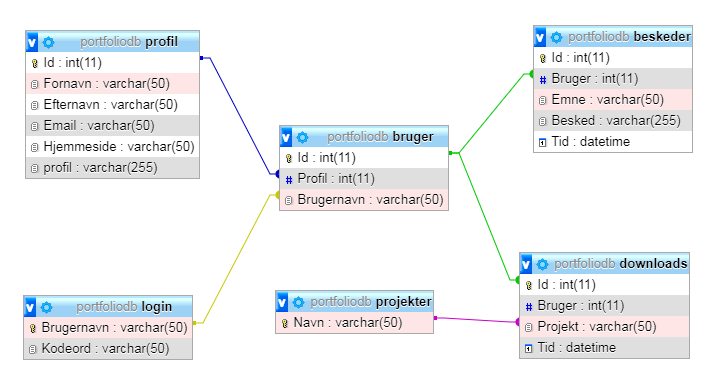 portfoliodb profil
Id : int(11)
Fornavn : varchar(50)
Efternavn : varchar(50)
Email : varchar(50)
Hjemmeside : varchar(50)
profil : varchar(255)
portfoliodb bruger
Id : int(11)
Profil : int(11)
Brugernavn : varchar(50)
portfoliodb beskeder
Id : int(11)
Bruger : int(11)
Emne : varchar(50)
Besked : varchar(255)
Tid : datetime
portfoliodb login
Brugernavn : varchar(50)
Kodeord : varchar(50)
portfoliodb projekter
Navn : varchar(50)
portfoliodb downloads
Id : int(11)
Bruger : int(11)
Projekt : varchar(50)
Tid : datetime